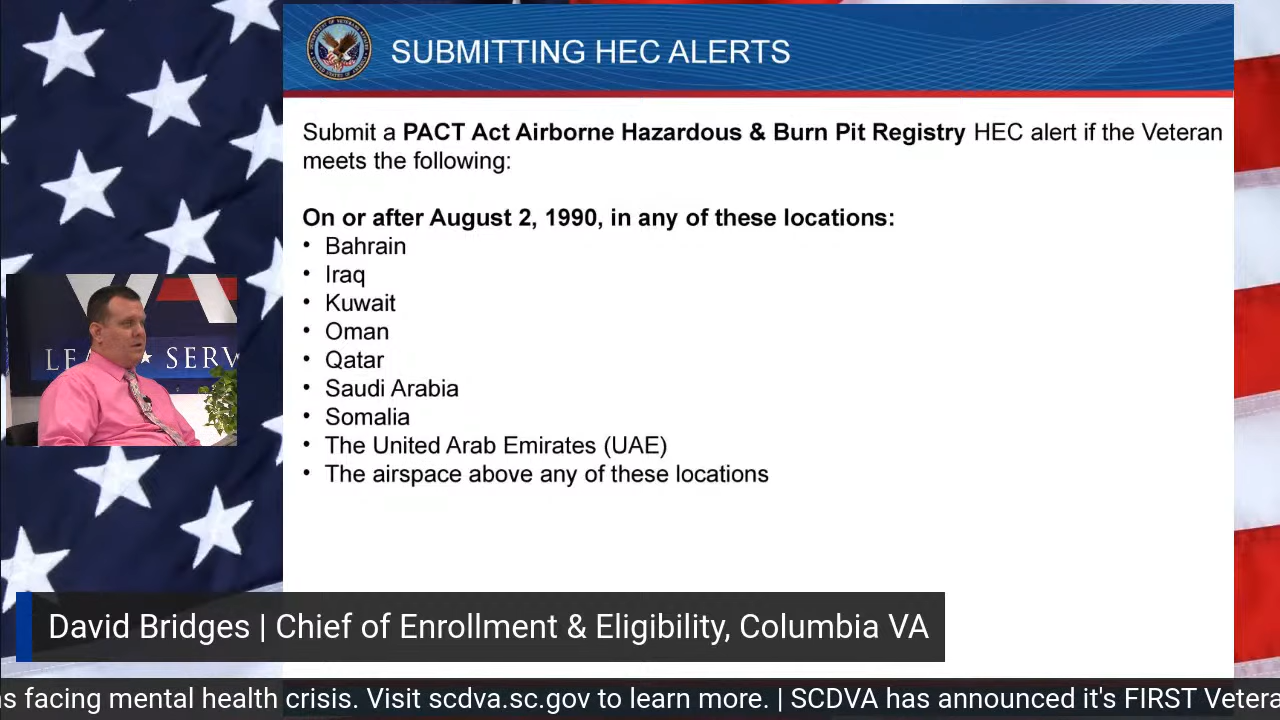 SUBMITTING HEC ALERTS
Submit a PACT Act Airborne Hazardous & Burn Pit Registry HEC alert if the Veteran
meets the following:
On or after August 2, 1990, in any of these locations:
• Bahrain
• Iraq
• Kuwait
• Oman
• Qatar
• Saudi Arabia
• Somalia
• The United Arab Emirates (UAE)
• The airspace above any of these locations
David Bridges | Chief of Enrollment & Eligibility, Columbia VA
facing mental health crisis. Visit scdva.sc.gov to learn more. | SCDVA has announced it's FIRST